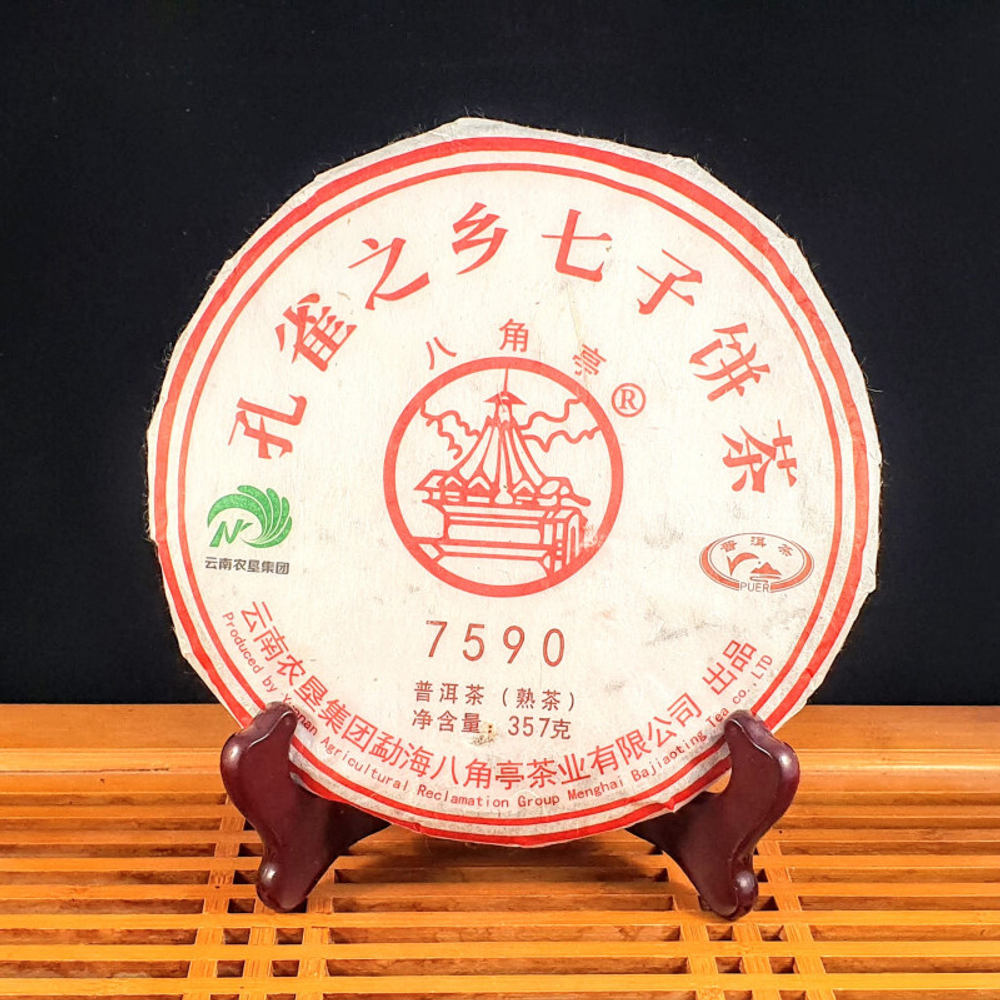 孔雀之乡七子饼茶
八角亭
®
NK
云南农垦集团
普洱茶
PUER
7590
普洱茶（熟茶）
净含量：357克
云南农垦集团勐海八角亭茶业有限公司 出品
Produced by Yunnan Agricultural Reclamation Group Menghai Bajiaoting Tea co.,LTD